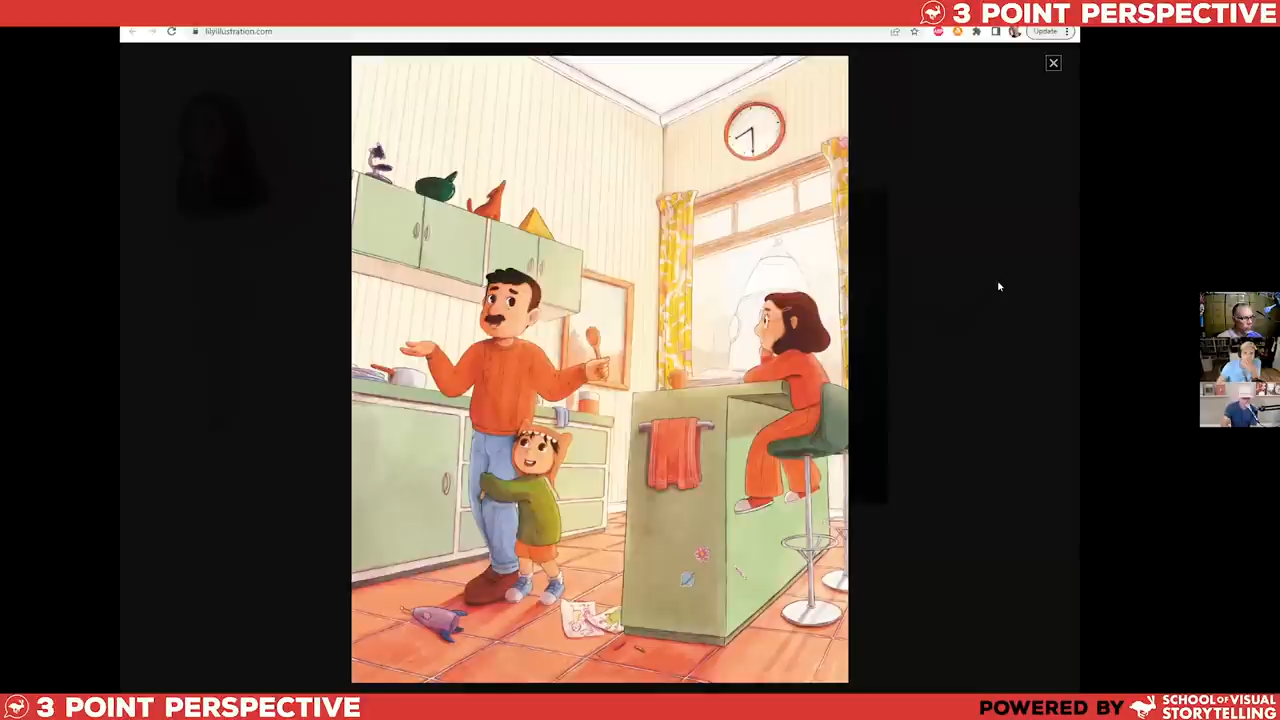 3 POINT PERSPECTIVE
lilyillustration.com
Update
3 POINT PERSPECTIVE
POWERED BY
SCHOOL OF VISUAL
STORYTELLING